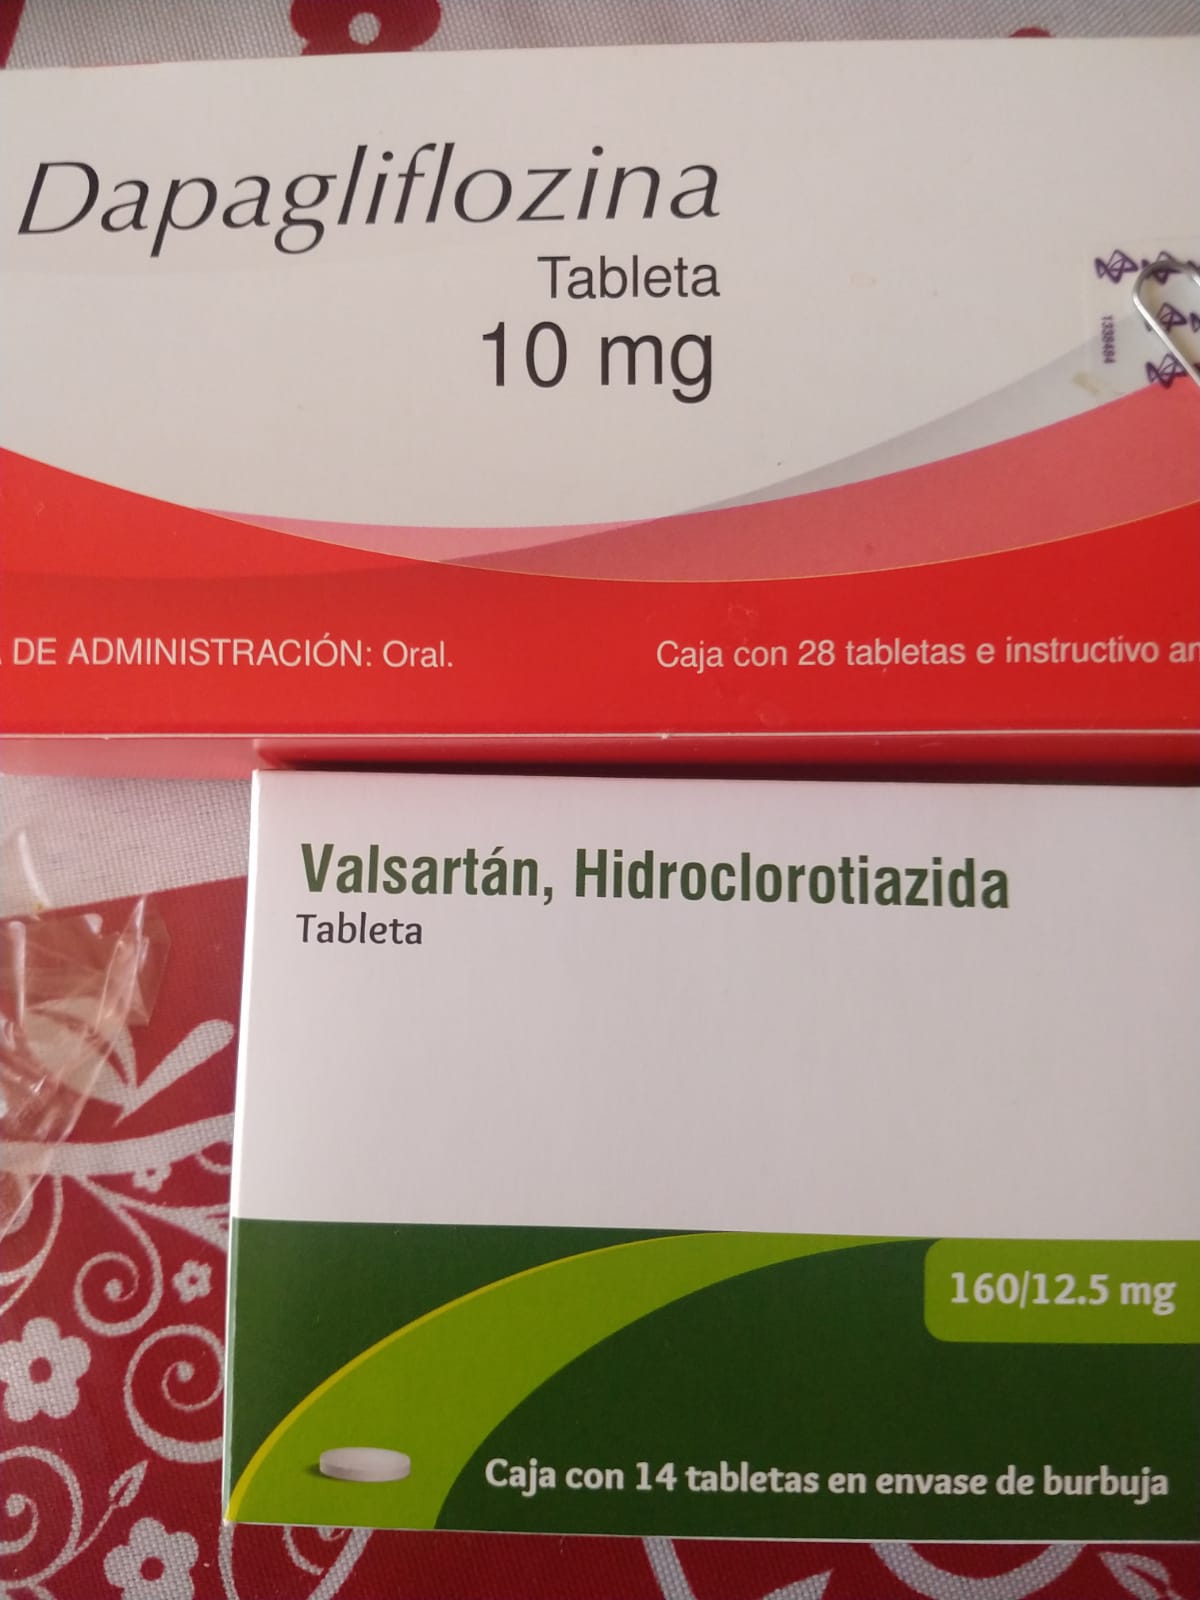 Dapagliflozina
Tableta
10 mg
1338484
DE ADMINISTRACIÓN: Oral.
Caja con 28 tabletas e instructivo
Valsartán, Hidroclorotiazida
Tableta
160/12.5 mg
Caja con 14 tabletas en envase de burbuja